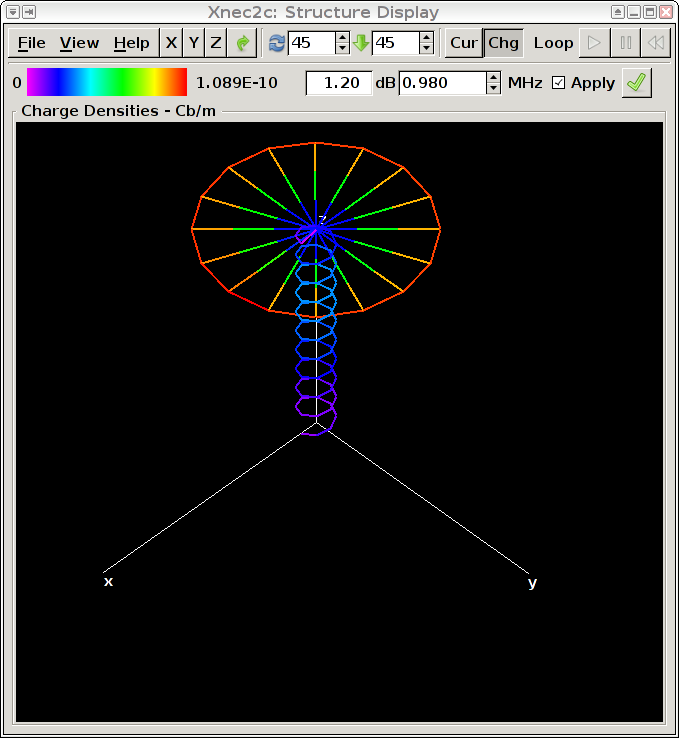 Xnec2c: Structure Display
File View Help X Y Z 45 45 Cur Chg Loop
0 1.089E-10 1.20 dB 0.980 MHz Apply
Charge Densities - Cb/m
z
x
y